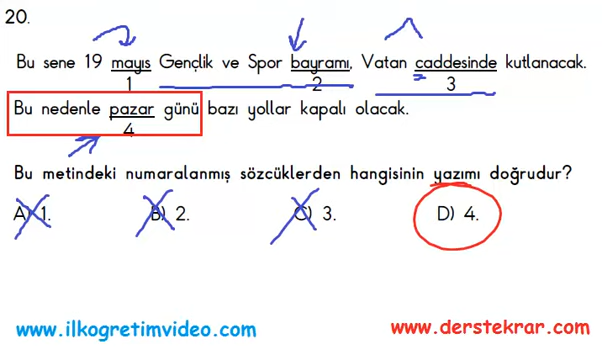 20.
Bu sene 19 mayıs Gençlik ve Spor bayramı, Vatan caddesinde kutlanacak.
1 2 3
Bu nedenle pazar günü bazı yollar kapalı olacak.
4
Bu metindeki numaralanmış sözcüklerden hangisinin yazımı doğrudur?
A) 1. B) 2. C) 3. D) 4.
www.ilkogretimvideo.com www.derstekrar.com